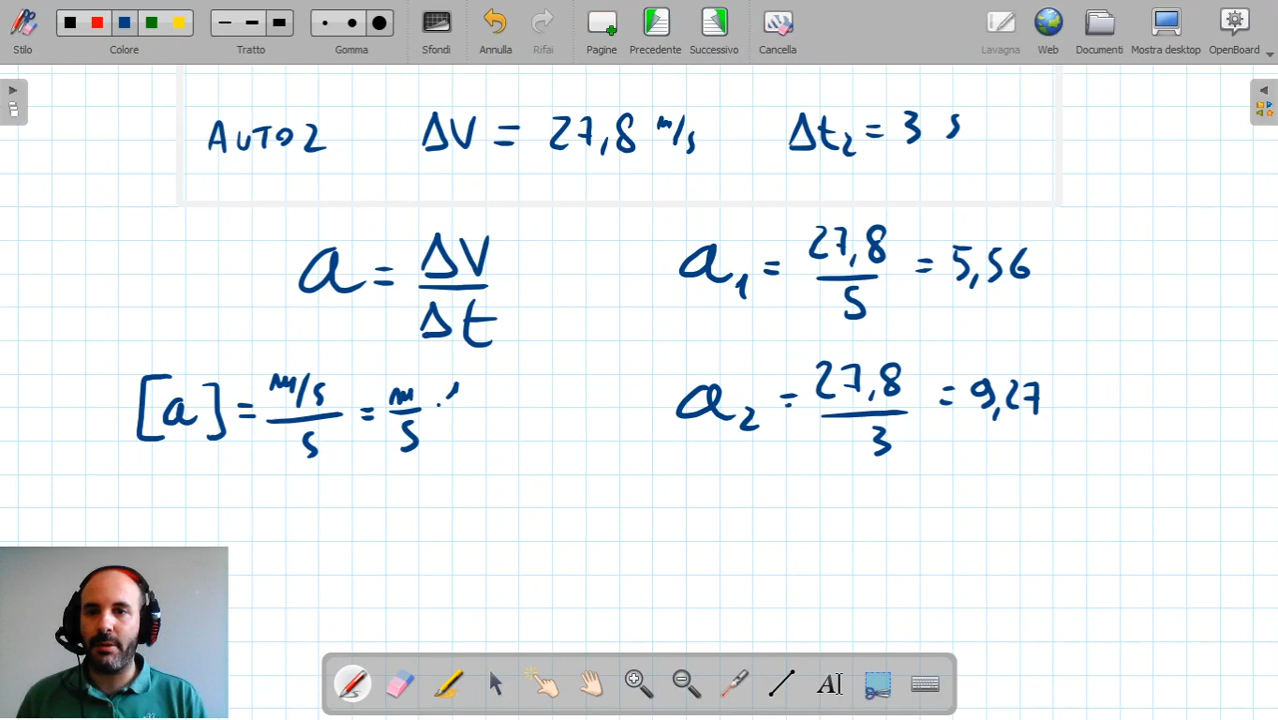 Stilo Colore Tratto Gomma Sfondi Annulla Rifai Pagine Precedente Successivo Cancella Lavagna Web Documenti Mostra desktop OpenBoard
AUTO 2 ΔV = 27,8 m/s Δt₂ = 3 s
a = ΔV/Δt a₁ = 27,8/5 = 5,56
[a] = m/s/s = m/s · a₂ = 27,8/3 = 9,27
AI